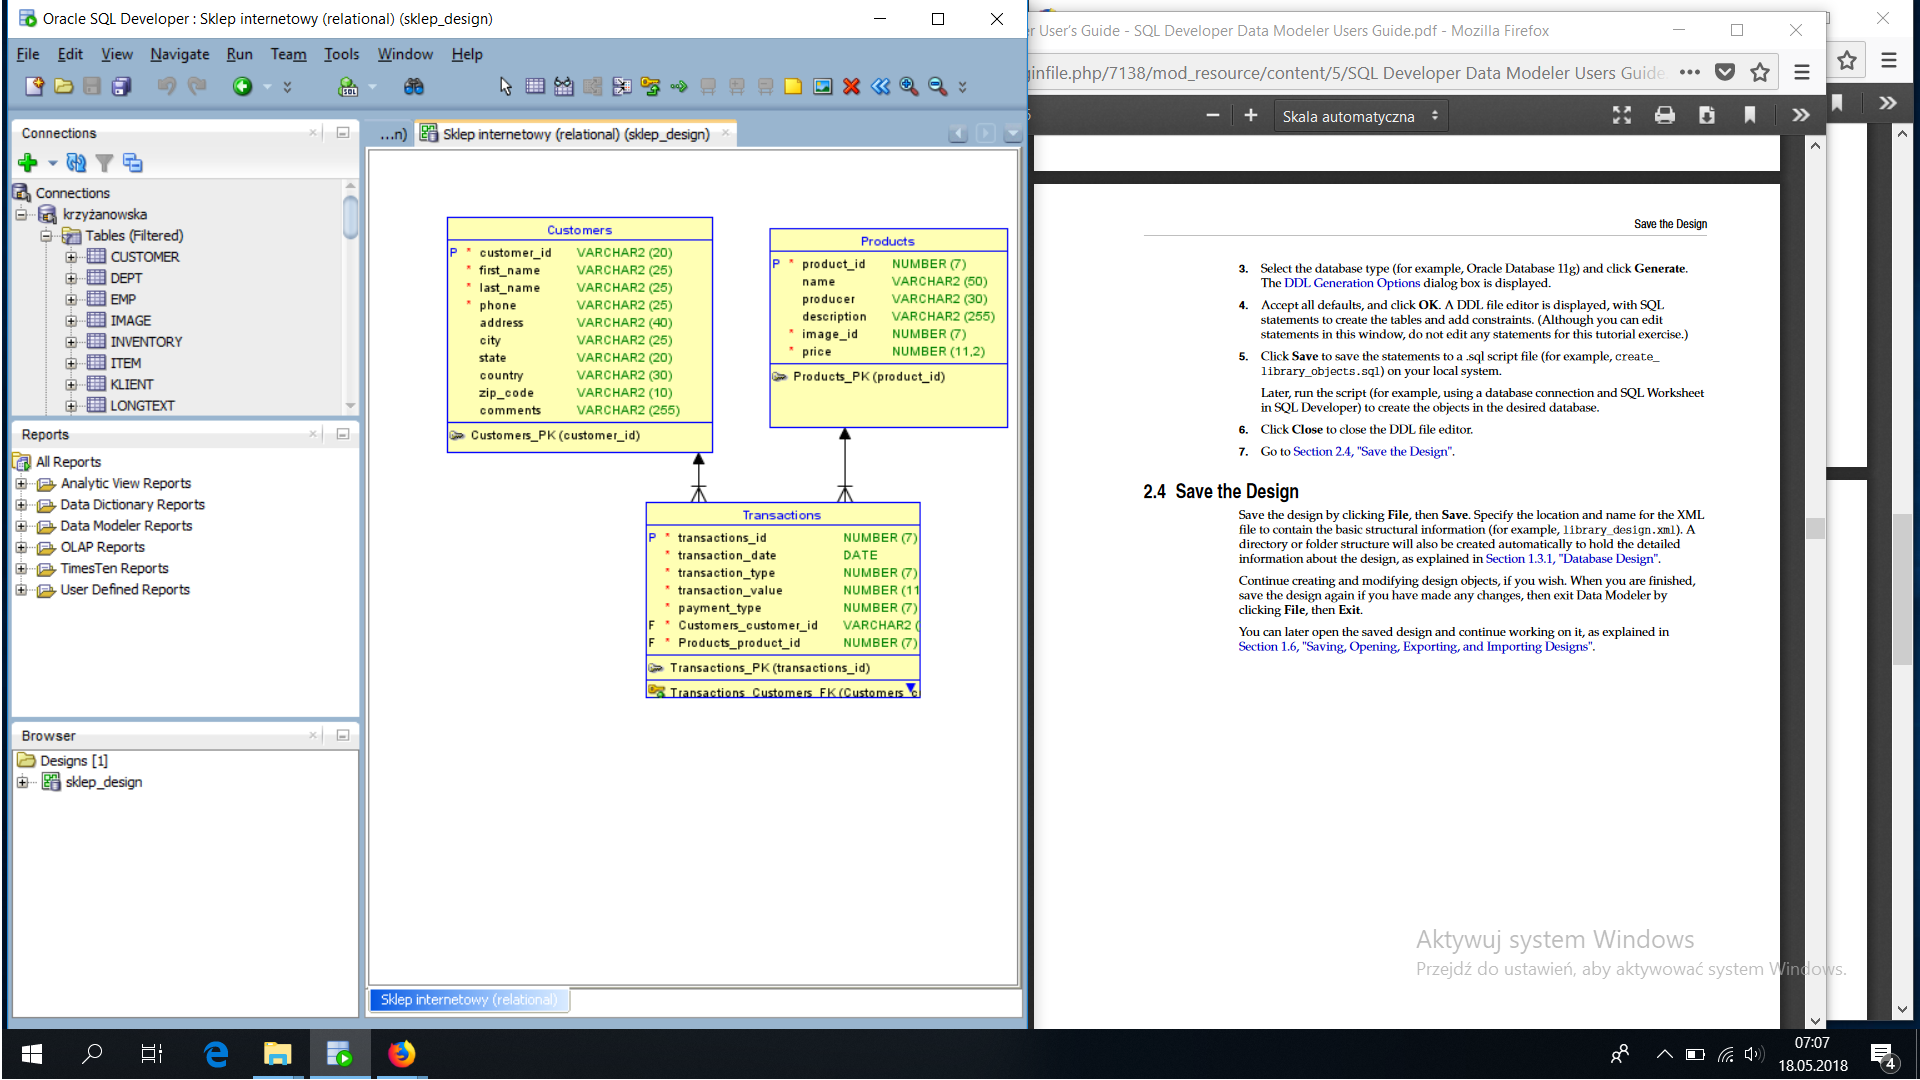 Oracle SQL Developer : Sklep internetowy (relational) (sklep_design)
File Edit View Navigate Run Team Tools Window Help
Connections
Connections
krzyżanowska
Tables (Filtered)
CUSTOMER
DEPT
EMP
IMAGE
INVENTORY
ITEM
KLIENT
LONGTEXT
Reports
All Reports
Analytic View Reports
Data Dictionary Reports
Data Modeler Reports
OLAP Reports
TimesTen Reports
User Defined Reports
Browser
Designs [1]
sklep_design
...n)
Sklep internetowy (relational) (sklep_design)
Customers
P * customer_id VARCHAR2 (20)
* first_name VARCHAR2 (25)
* last_name VARCHAR2 (25)
* phone VARCHAR2 (25)
address VARCHAR2 (40)
city VARCHAR2 (25)
state VARCHAR2 (20)
country VARCHAR2 (30)
zip_code VARCHAR2 (10)
comments VARCHAR2 (255)
Customers_PK (customer_id)
Products
P * product_id NUMBER (7)
name VARCHAR2 (50)
producer VARCHAR2 (30)
description VARCHAR2 (255)
* image_id NUMBER (7)
* price NUMBER (11,2)
Products_PK (product_id)
Transactions
P * transactions_id NUMBER (7)
* transaction_date DATE
* transaction_type NUMBER (7)
* transaction_value NUMBER (11
* payment_type NUMBER (7)
F * Customers_customer_id VARCHAR2 (
F * Products_product_id NUMBER (7)
Transactions_PK (transactions_id)
Transactions_Customers_FK (Customers_c
Sklep internetowy (relational)
er User's Guide - SQL Developer Data Modeler Users Guide.pdf - Mozilla Firefox
ginfile.php/7138/mod_resource/content/5/SQL Developer Data Modeler Users Guide.
Skala automatyczna
Save the Design
3. Select the database type (for example, Oracle Database 11g) and click Generate.
The DDL Generation Options dialog box is displayed.
4. Accept all defaults, and click OK. A DDL file editor is displayed, with SQL
statements to create the tables and add constraints. (Although you can edit
statements in this window, do not edit any statements for this tutorial exercise.)
5. Click Save to save the statements to a .sql script file (for example, create_
library_objects.sql) on your local system.
Later, run the script (for example, using a database connection and SQL Worksheet
in SQL Developer) to create the objects in the desired database.
6. Click Close to close the DDL file editor.
7. Go to Section 2.4, "Save the Design".
2.4 Save the Design
Save the design by clicking File, then Save. Specify the location and name for the XML
file to contain the basic structural information (for example, library_design.xml). A
directory or folder structure will also be created automatically to hold the detailed
information about the design, as explained in Section 1.3.1, "Database Design".
Continue creating and modifying design objects, if you wish. When you are finished,
save the design again if you have made any changes, then exit Data Modeler by
clicking File, then Exit.
You can later open the saved design and continue working on it, as explained in
Section 1.6, "Saving, Opening, Exporting, and Importing Designs".
Aktywuj system Windows
Przejdź do ustawień, aby aktywować system Windows.
07:07
18.05.2018
4